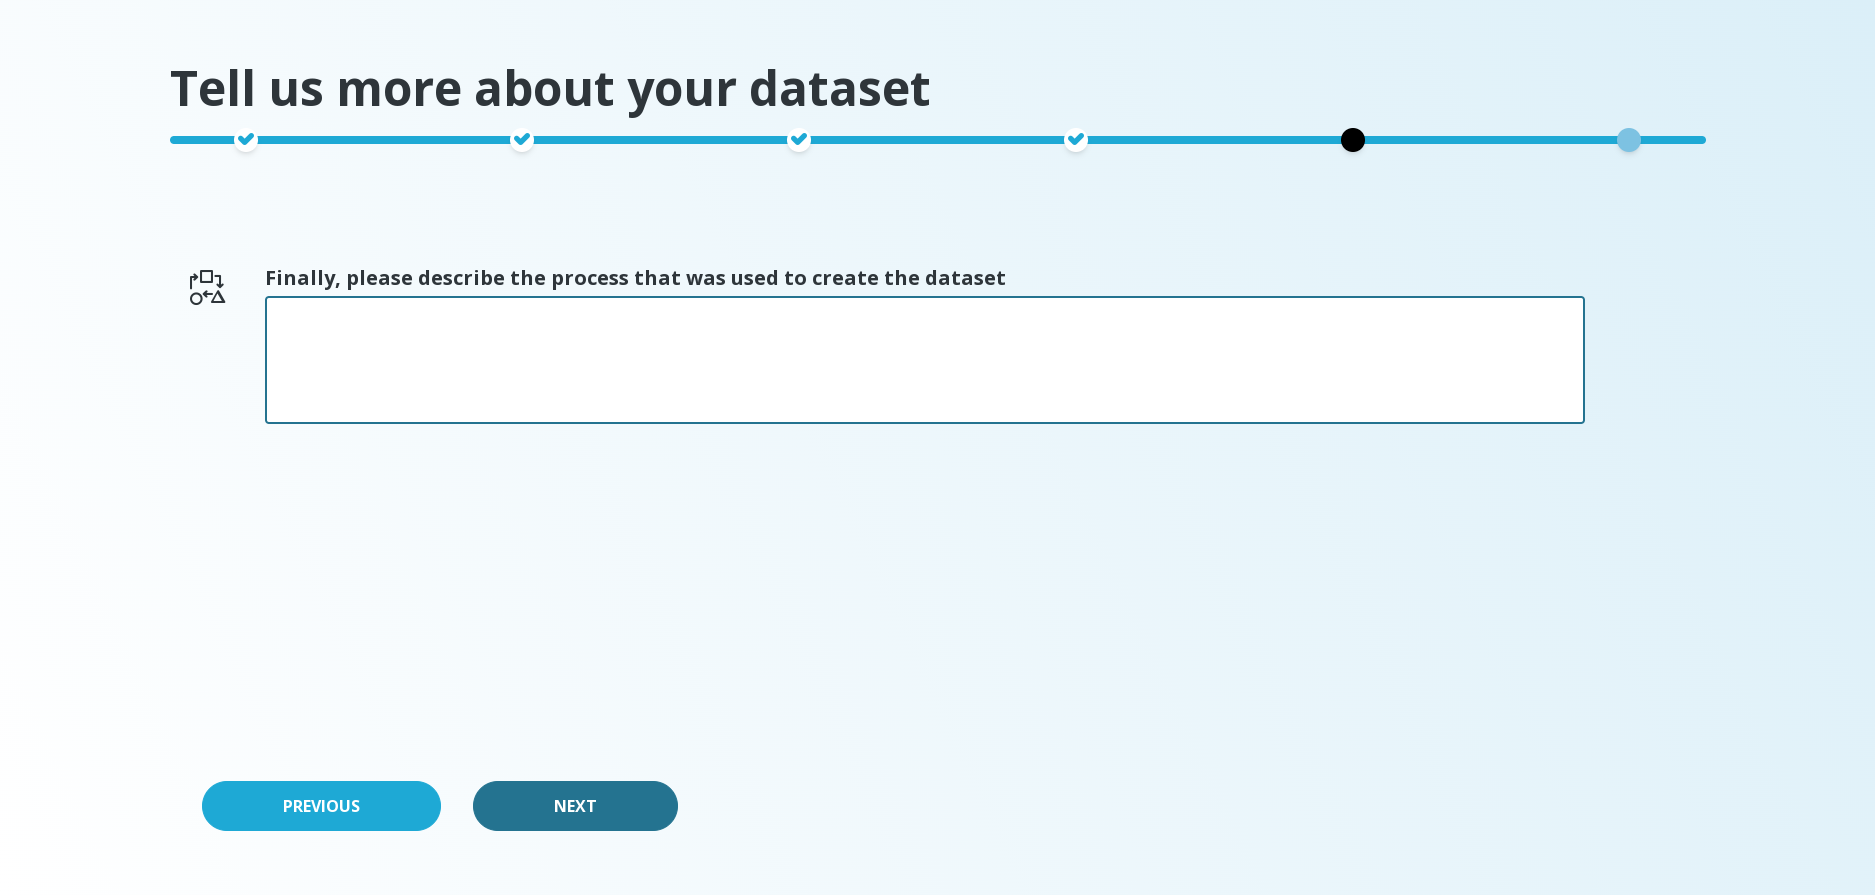 Tell us more about your dataset
Finally, please describe the process that was used to create the dataset
PREVIOUS
NEXT